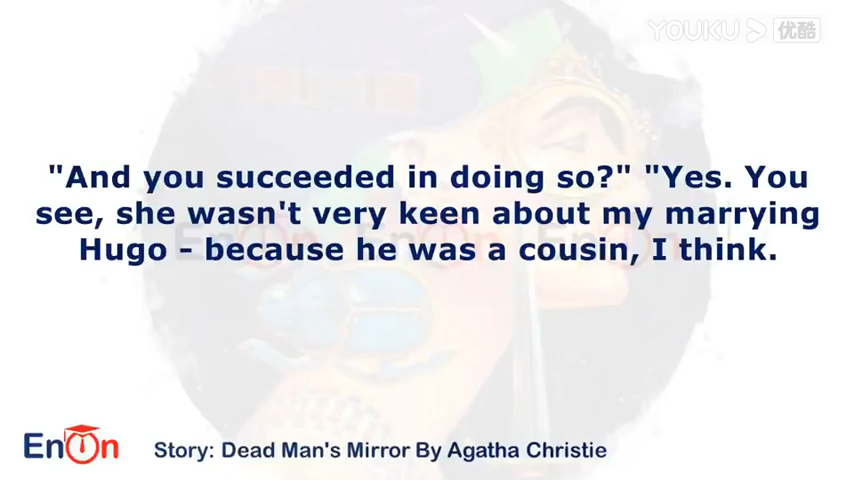 YOUKU 优酷
"And you succeeded in doing so?" "Yes. You
see, she wasn't very keen about my marrying
Hugo - because he was a cousin, I think.
EnOn
Story: Dead Man's Mirror By Agatha Christie